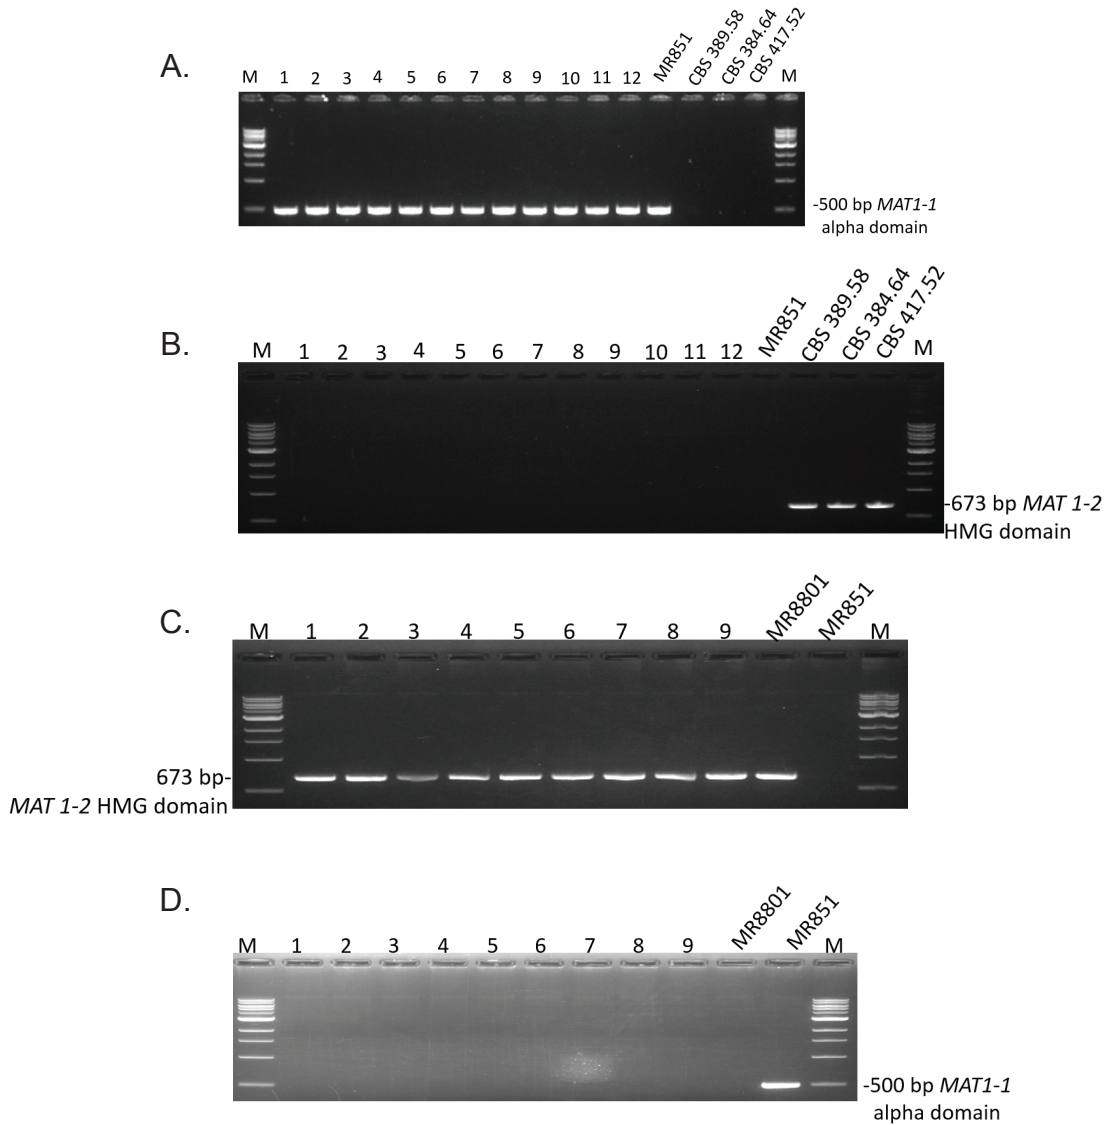 A.
M 1 2 3 4 5 6 7 8 9 10 11 12 MR851 CBS 389.58 CBS 384.64 CBS 417.52 M
-500 bp MAT1-1
alpha domain
B.
M 1 2 3 4 5 6 7 8 9 10 11 12 MR851 CBS 389.58 CBS 384.64 CBS 417.52 M
-673 bp MAT 1-2
HMG domain
C.
M 1 2 3 4 5 6 7 8 9 MR8801 MR851 M
673 bp-
MAT 1-2 HMG domain
D.
M 1 2 3 4 5 6 7 8 9 MR8801 MR851 M
-500 bp MAT1-1
alpha domain